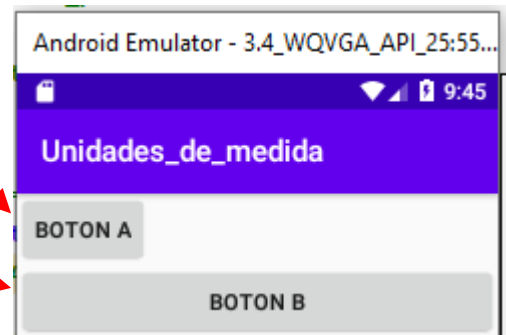 Android Emulator - 3.4_WQVGA_API_25:55...
9:45
Unidades_de_medida
BOTON A
BOTON B